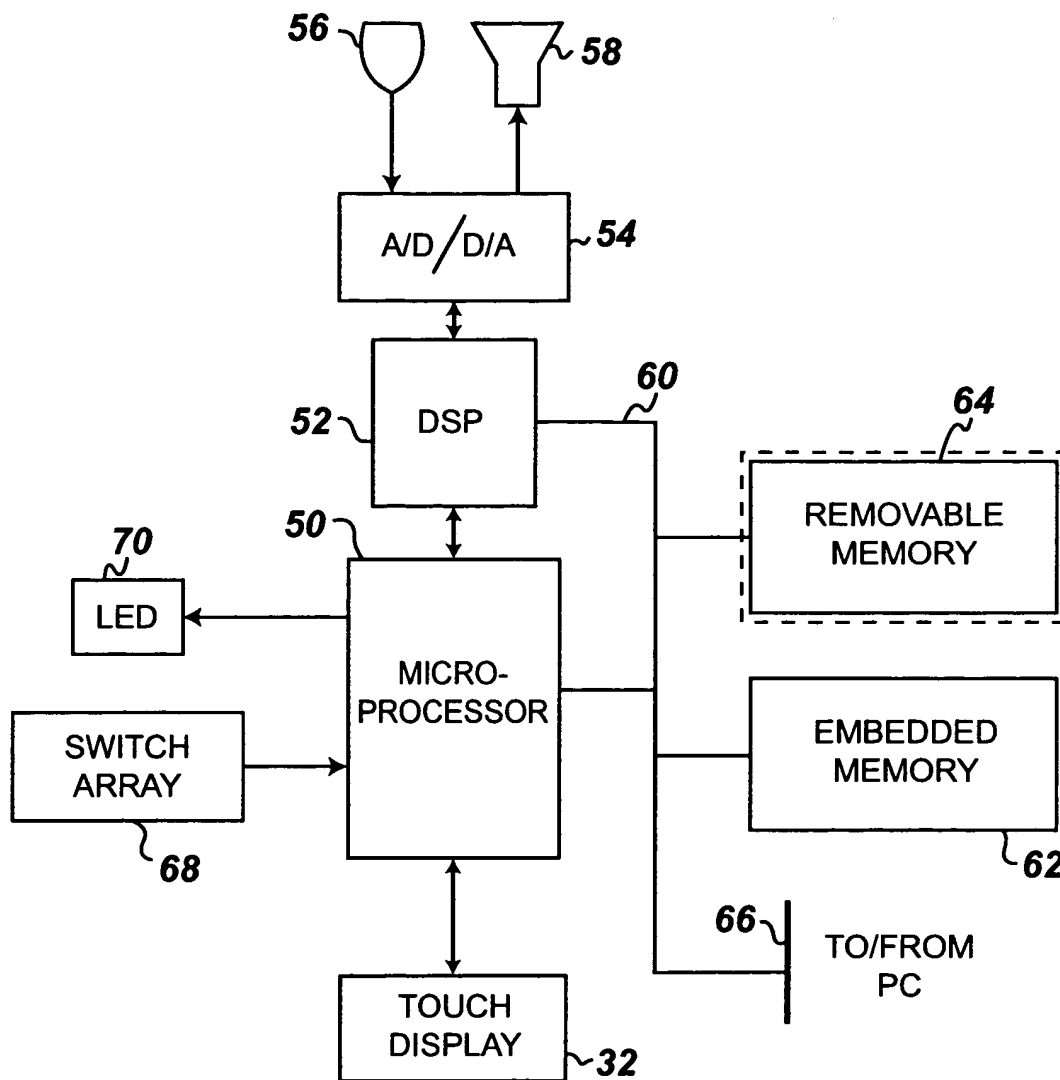 56
58
A/D/D/A
54
52
DSP
60
64
REMOVABLE
MEMORY
50
70
LED
MICRO-
PROCESSOR
SWITCH
ARRAY
68
EMBEDDED
MEMORY
62
66
TO/FROM
PC
TOUCH
DISPLAY
32